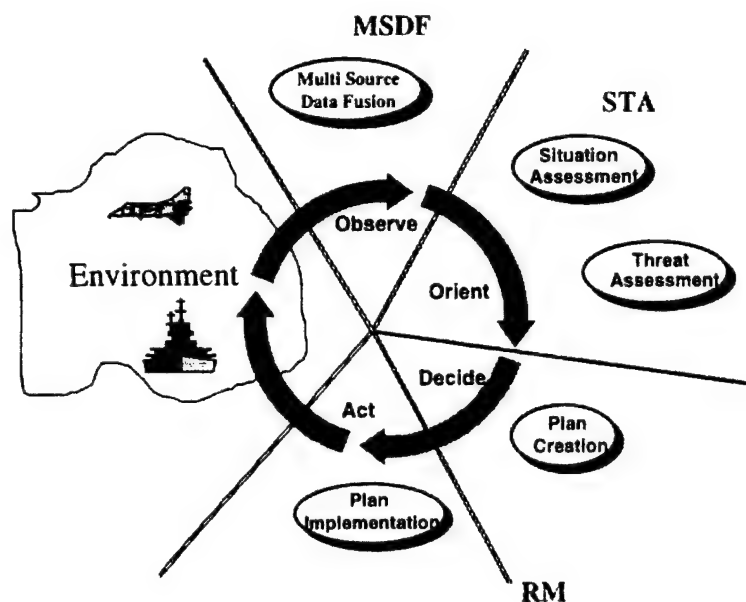 MSDF
Multi Source
Data Fusion
STA
Situation
Assessment
Observe
Environment
Threat
Assessment
Orient
Decide
Act
Plan
Creation
Plan
Implementation
RM